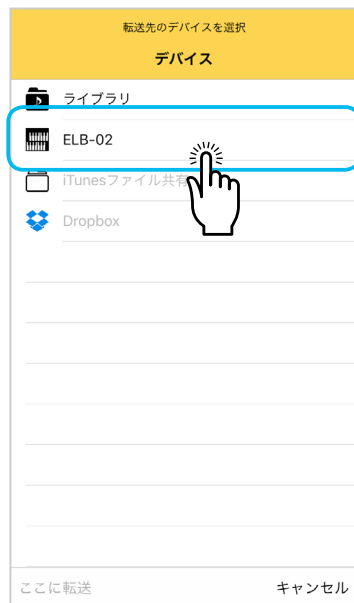 転送先のデバイスを選択
デバイス
ライブラリ
ELB-02
iTunesファイル共有
Dropbox
ここに転送
キャンセル